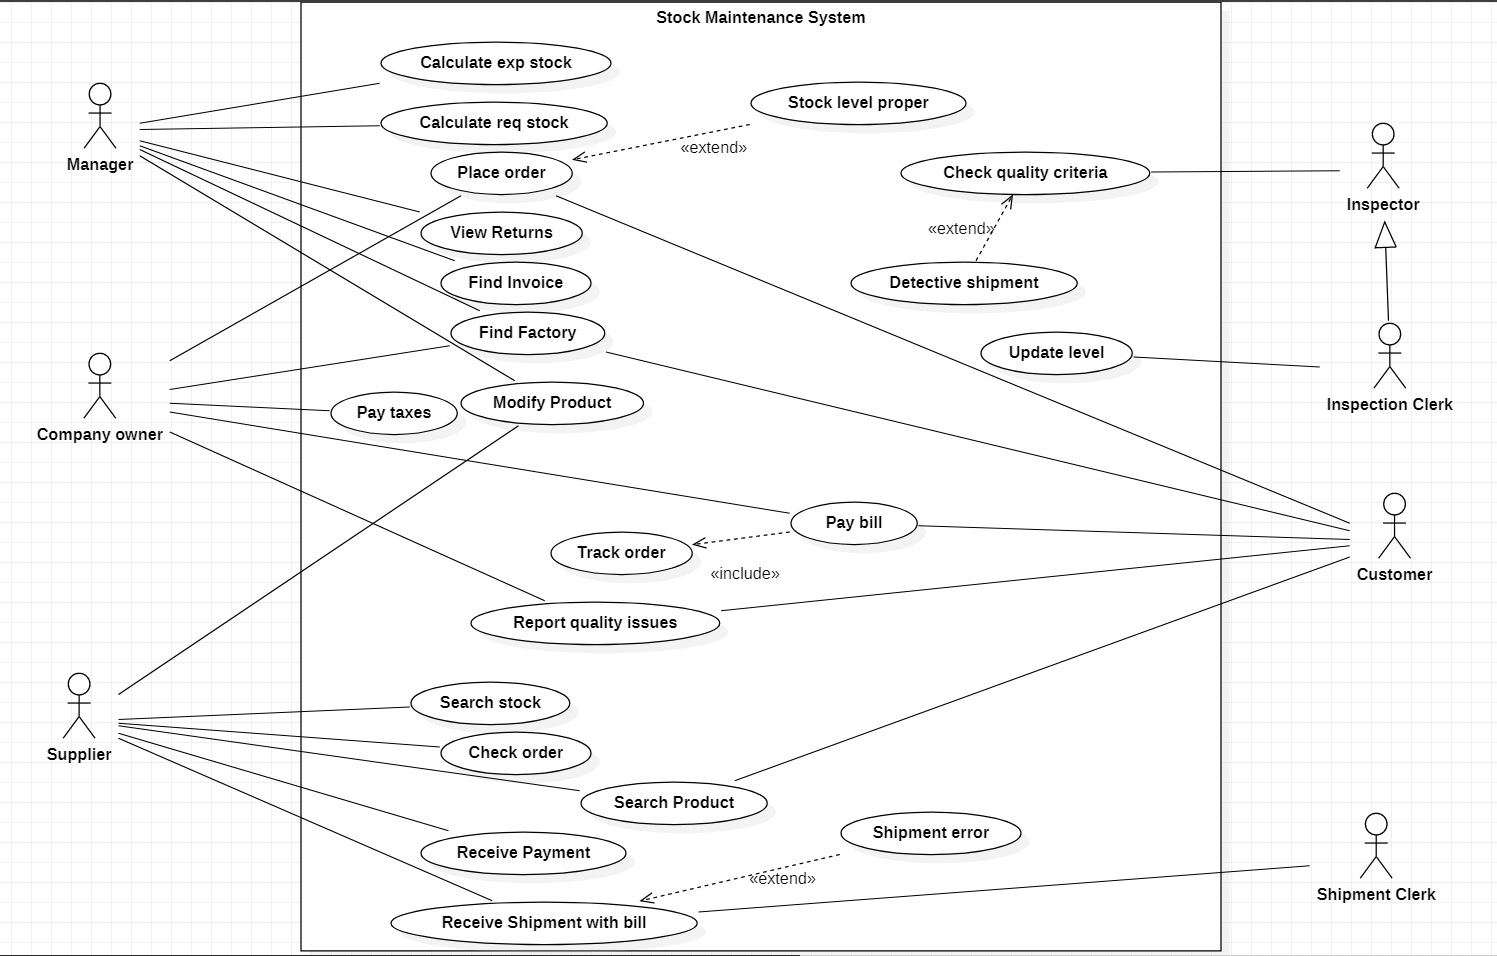 Stock Maintenance System
Calculate exp stock
Stock level proper
Calculate req stock
«extend»
Manager
Place order
Check quality criteria
Inspector
View Returns
«extend»
Find Invoice
Detective shipment
Find Factory
Update level
Modify Product
Pay taxes
Inspection Clerk
Company owner
Pay bill
Track order
«include»
Customer
Report quality issues
Search stock
Supplier
Check order
Search Product
Shipment error
Receive Payment
«extend»
Shipment Clerk
Receive Shipment with bill